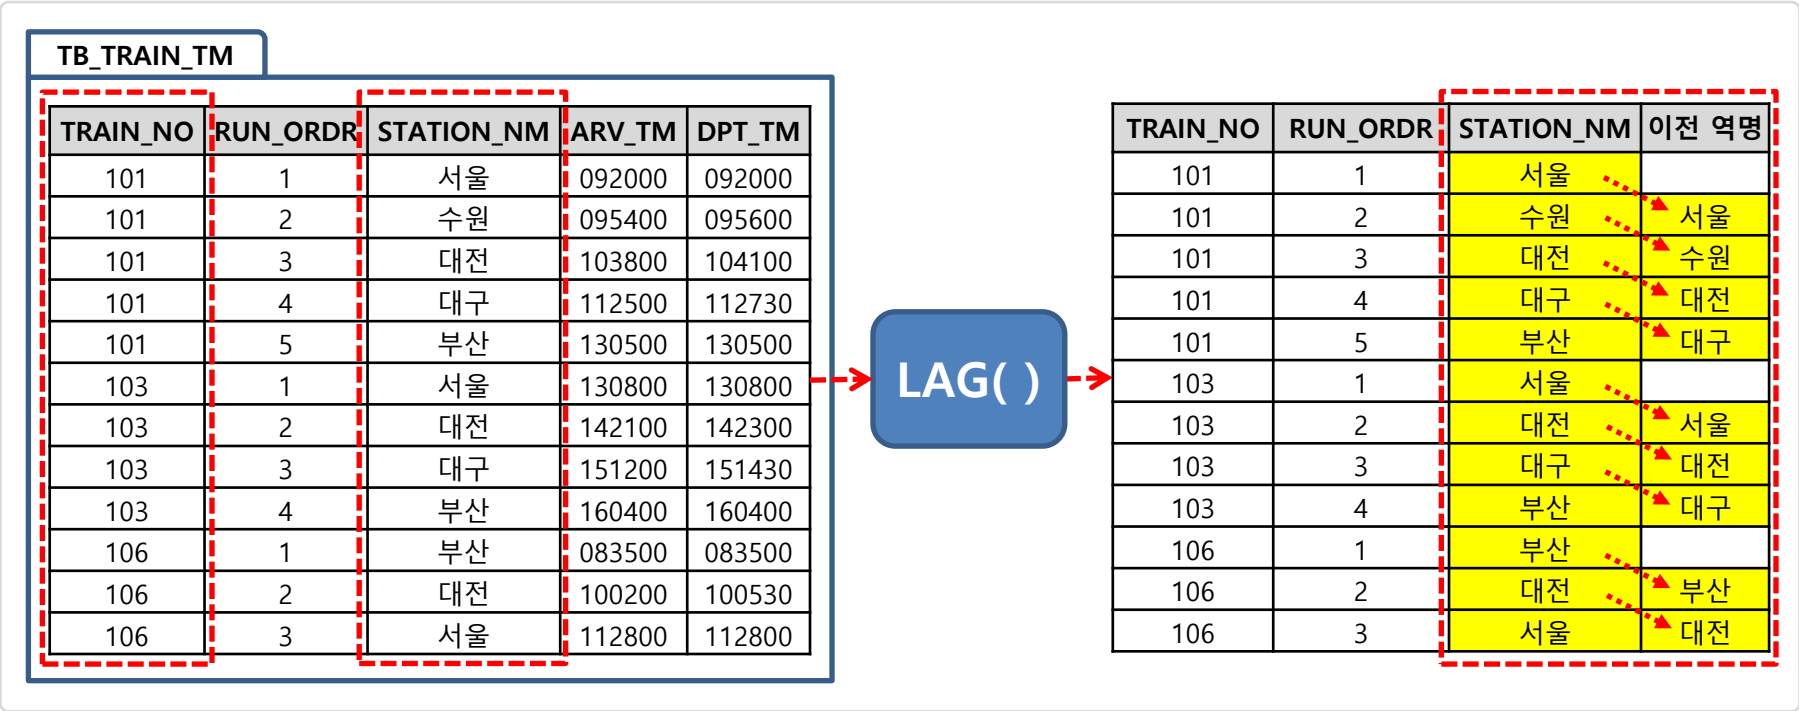 TB_TRAIN_TM
TRAIN_NO RUN_ORDR STATION_NM ARV_TM DPT_TM
101 1 서울 092000 092000
101 2 수원 095400 095600
101 3 대전 103800 104100
101 4 대구 112500 112730
101 5 부산 130500 130500
103 1 서울 130800 130800
103 2 대전 142100 142300
103 3 대구 151200 151430
103 4 부산 160400 160400
106 1 부산 083500 083500
106 2 대전 100200 100530
106 3 서울 112800 112800
LAG( )
TRAIN_NO RUN_ORDR STATION_NM 이전 역명
101 1 서울
101 2 수원 서울
101 3 대전 수원
101 4 대구 대전
101 5 부산 대구
103 1 서울
103 2 대전 서울
103 3 대구 대전
103 4 부산 대구
106 1 부산
106 2 대전 부산
106 3 서울 대전